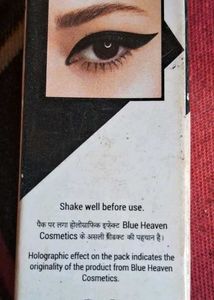 Shake well before use.
पैक पर लगा होलोग्राफिक इफेक्ट Blue Heaven
Cosmetics के असली प्रॉडक्ट की पहचान है।
Holographic effect on the pack indicates the
originality of the product from Blue Heaven
Cosmetics.